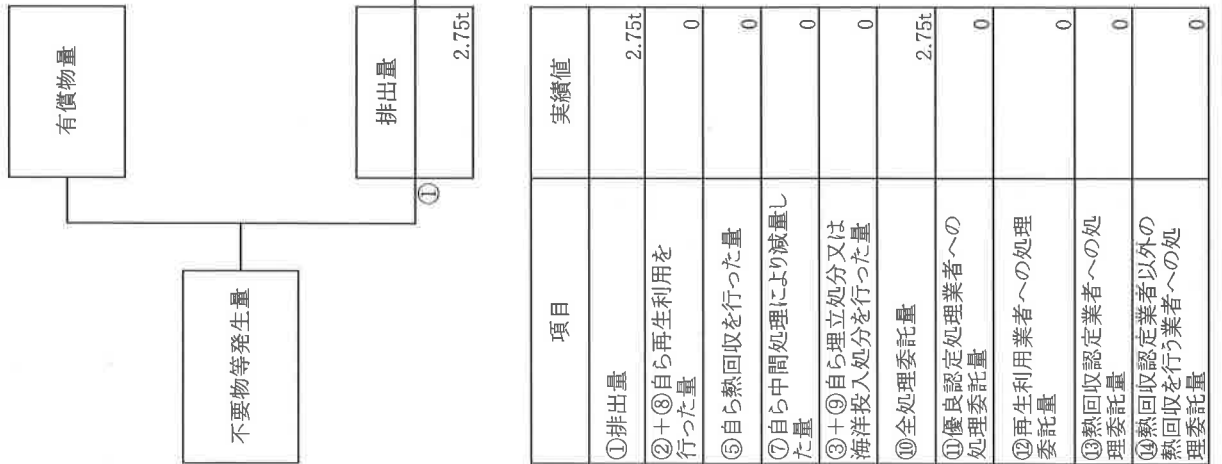 有償物量
不要物等発生量
排出量
2.75t
①
項目
実績値
①排出量
2.75t
②+⑧自ら再生利用を
行った量
0
⑤自ら熱回収を行った量
0
⑦自ら中間処理により減量し
た量
0
③+⑨自ら埋立処分又は
海洋投入処分を行った量
0
⑩全処理委託量
2.75t
⑪優良認定処理業者への
処理委託量
0
⑫再生利用業者への処理
委託量
0
⑬熱回収認定業者への処
理委託量
0
⑭熱回収認定業者以外の
熱回収を行う業者への処
理委託量
0